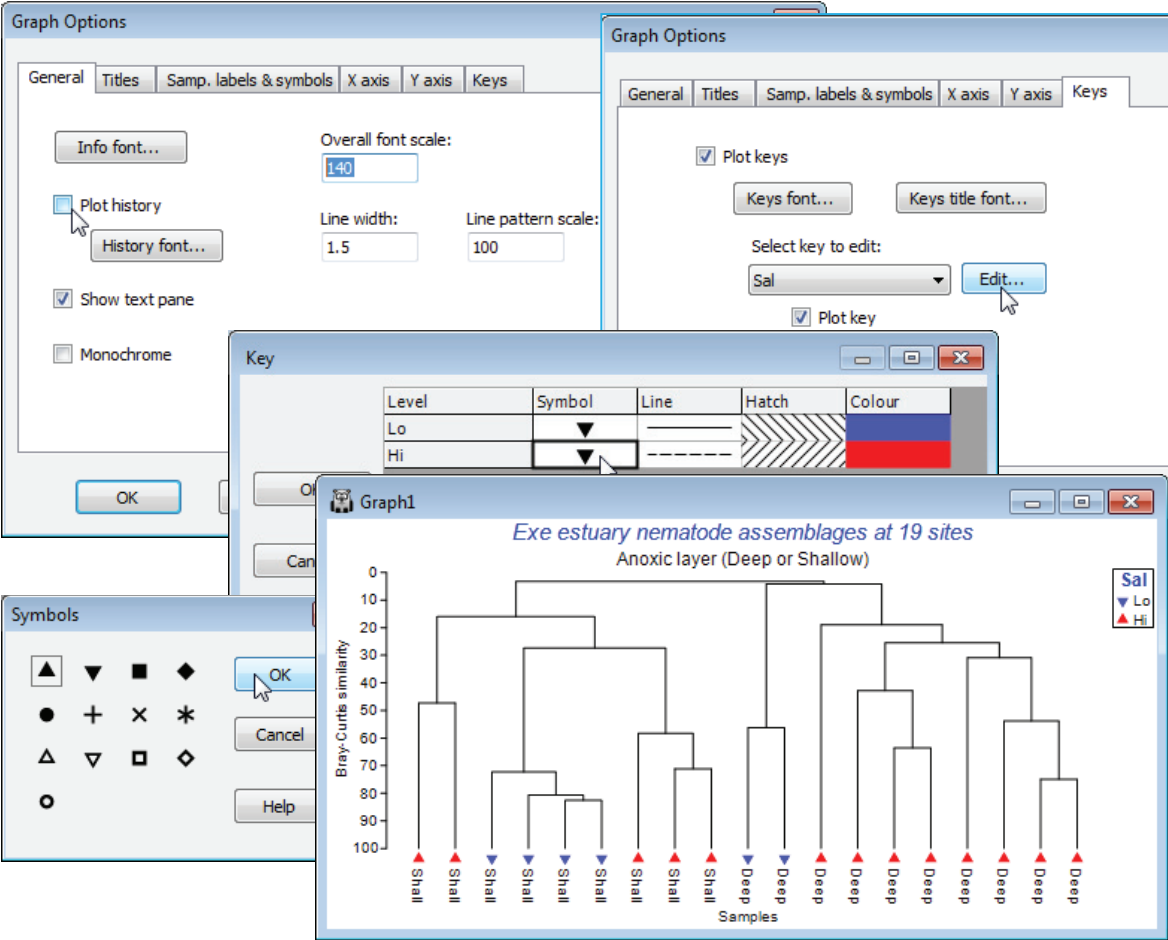 Graph Options
General Titles Samp. labels & symbols X axis Y axis Keys
Info font...
Overall font scale:
140
Plot history
History font...
Line width:
1.5
Line pattern scale:
100
Show text pane
Monochrome
OK
Graph Options
General Titles Samp. labels & symbols X axis Y axis Keys
Plot keys
Keys font...
Keys title font...
Select key to edit:
Sal
Edit...
Plot key
Key
Level Symbol Line Hatch Colour
Lo
Hi
Symbols
OK
Cancel
Help
Graph1
Exe estuary nematode assemblages at 19 sites
Anoxic layer (Deep or Shallow)
Sal
Lo
Hi
Bray-Curtis similarity
0
10
20
30
40
50
60
70
80
90
100
Shall Shall Shall Shall Shall Shall Shall Shall Shall Deep Deep Deep Deep Deep Deep Deep Deep Deep Deep
Samples